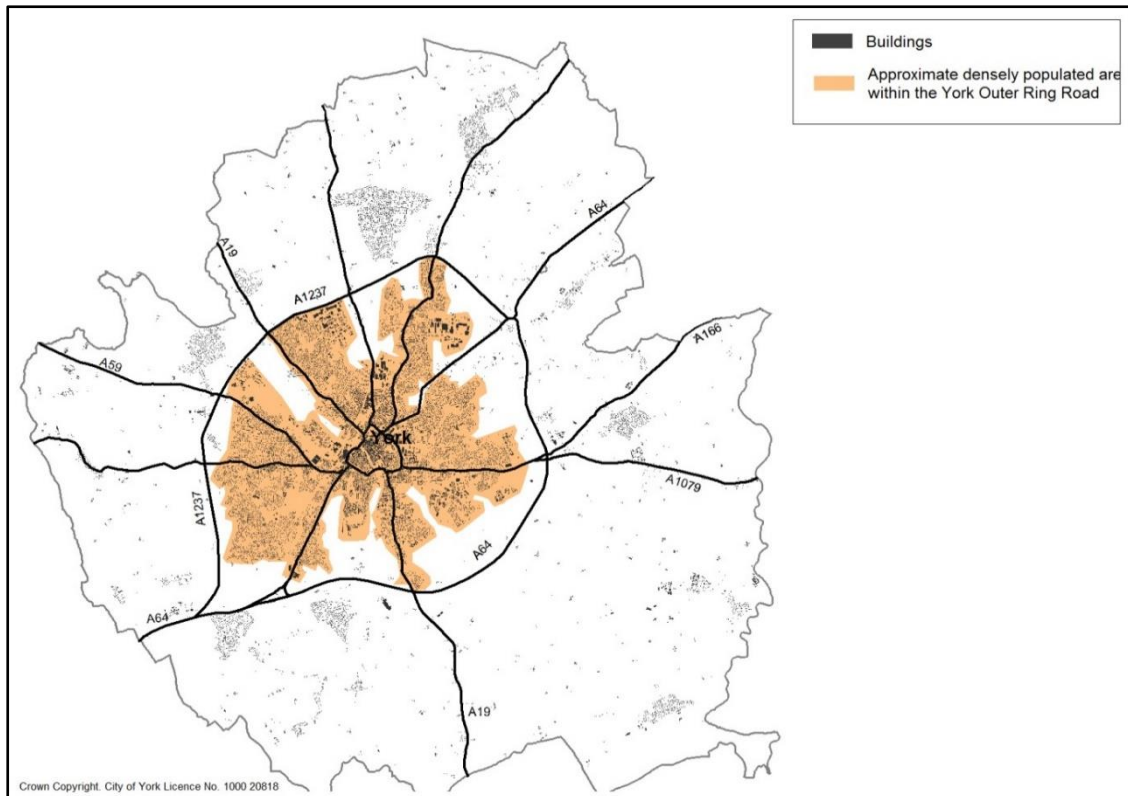 Buildings
Approximate densely populated are
within the York Outer Ring Road
A64
A19
A1237
A166
A59
York
A1079
A1237
A64
A64
A19
Crown Copyright. City of York Licence No. 1000 20818